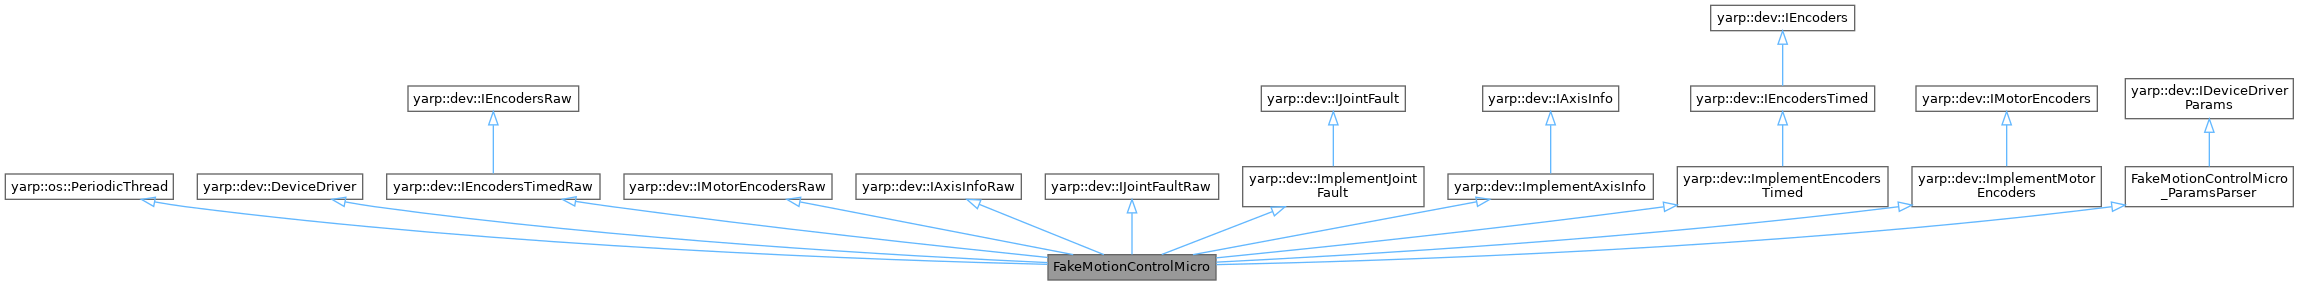 yarp::dev::IEncoders
yarp::dev::IEncodersRaw
yarp::dev::IJointFault
yarp::dev::IAxisInfo
yarp::dev::IEncodersTimed
yarp::dev::IMotorEncoders
yarp::dev::IDeviceDriver
Params
yarp::os::PeriodicThread
yarp::dev::DeviceDriver
yarp::dev::IEncodersTimedRaw
yarp::dev::IMotorEncodersRaw
yarp::dev::IAxisInfoRaw
yarp::dev::IJointFaultRaw
yarp::dev::ImplementJoint
Fault
yarp::dev::ImplementAxisInfo
yarp::dev::ImplementEncoders
Timed
yarp::dev::ImplementMotor
Encoders
FakeMotionControlMicro
_ParamsParser
FakeMotionControlMicro